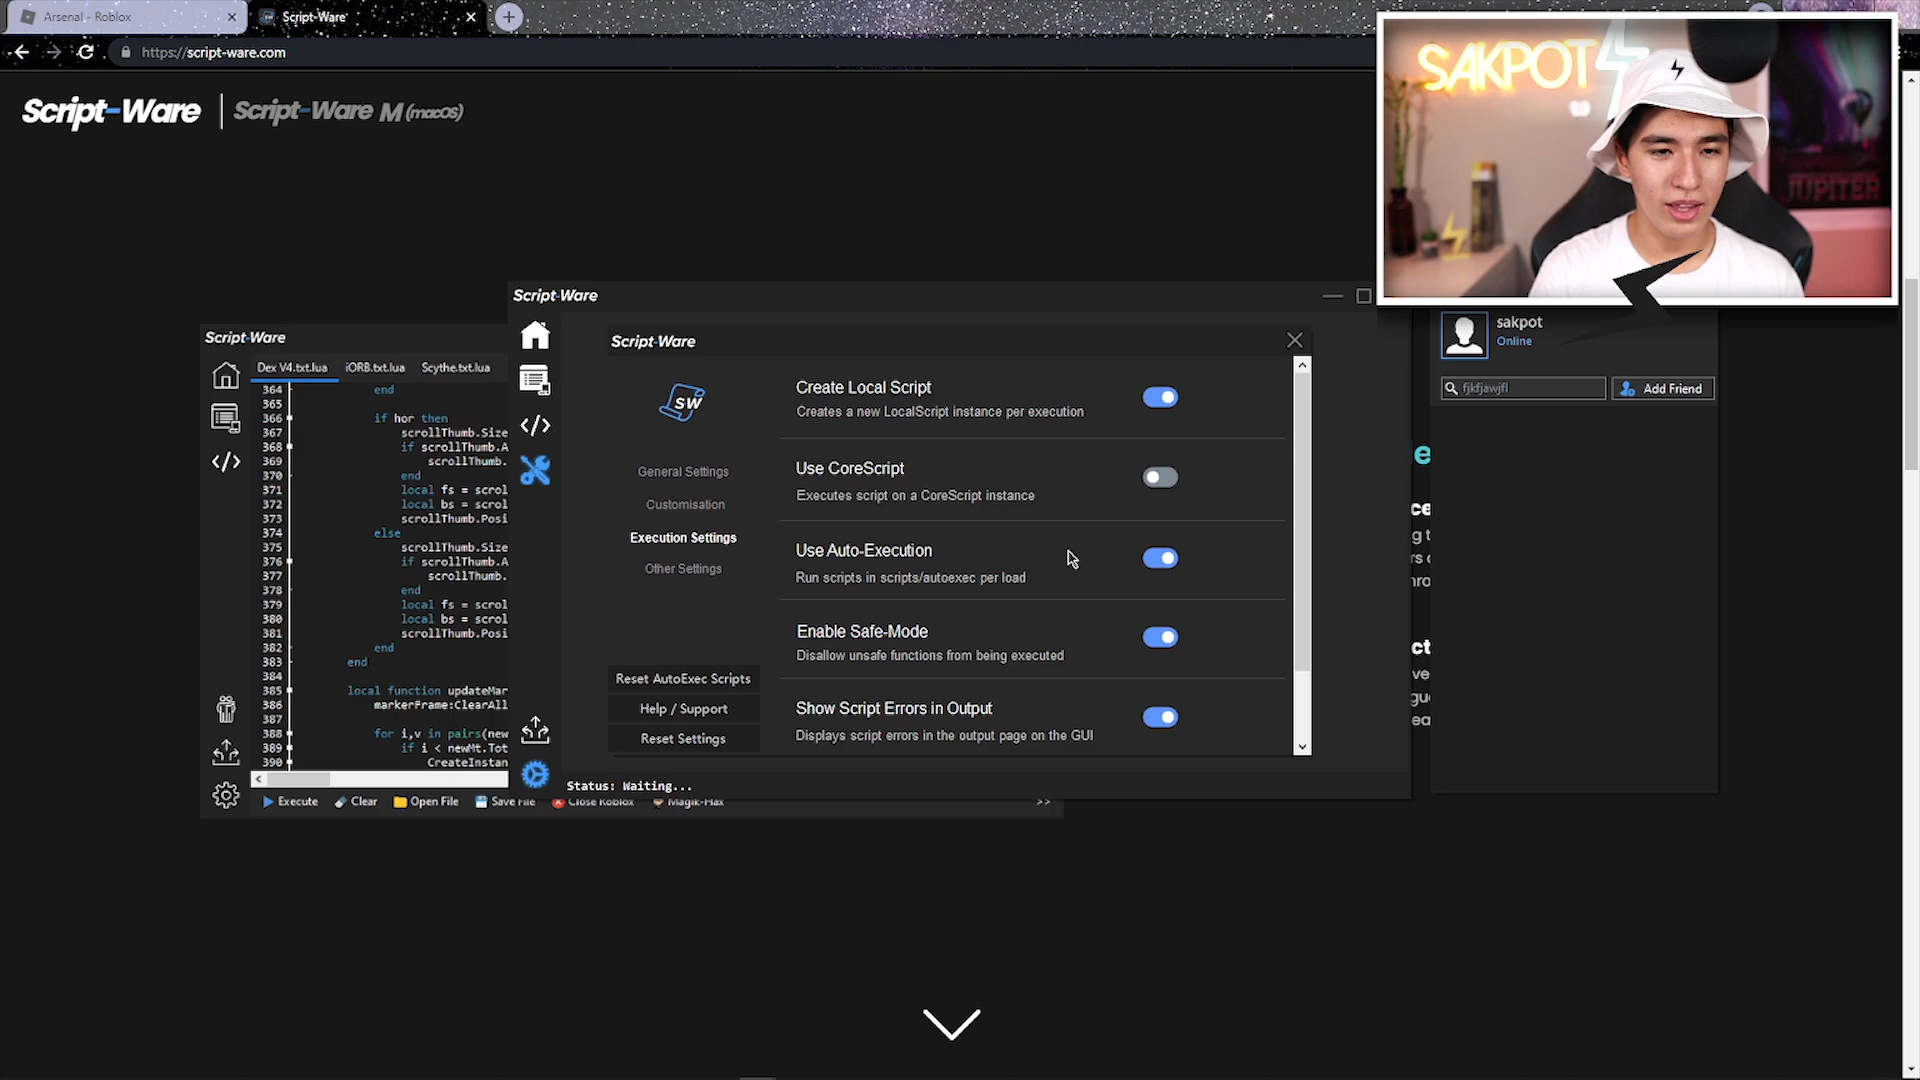 Arsenal - Roblox
Script-Ware
https://script-ware.com
Script-Ware
Script-Ware M (macOS)
SAKPOT
JUPITER
Script-Ware
Dex V4.txt.lua
iORB.txt.lua
Scythe.txt.lua
364 end
365
366 if hor then
367 scrollThumb.Size
368 if scrollThumb.A
369 scrollThumb.
370 end
371 local fs = scrol
372 local bs = scrol
373 scrollThumb.Posi
374 else
375 scrollThumb.Size
376 if scrollThumb.A
377 scrollThumb.
378 end
379 local fs = scrol
380 local bs = scrol
381 scrollThumb.Posi
382 end
383 end
384
385 local function updateMar
386 markerFrame:ClearAll
387
388 for i,v in pairs(new
389 if i < newMt.Tot
390 CreateInstan
Execute
Clear
Open File
Save File
Close Roblox
Magik-Hax
>>
Script-Ware
Script-Ware
SW
General Settings
Customisation
Execution Settings
Other Settings
Reset AutoExec Scripts
Help / Support
Reset Settings
Create Local Script
Creates a new LocalScript instance per execution
Use CoreScript
Executes script on a CoreScript instance
Use Auto-Execution
Run scripts in scripts/autoexec per load
Enable Safe-Mode
Disallow unsafe functions from being executed
Show Script Errors in Output
Displays script errors in the output page on the GUI
Status: Waiting...
sakpot
Online
fjkfjawjfl
Add Friend